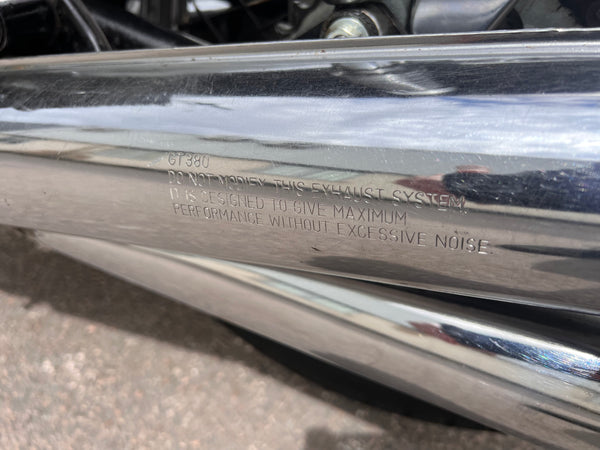 GT380
DO NOT MODIFY THIS EXHAUST SYSTEM.
IT IS DESIGNED TO GIVE MAXIMUM
PERFORMANCE WITHOUT EXCESSIVE NOISE.